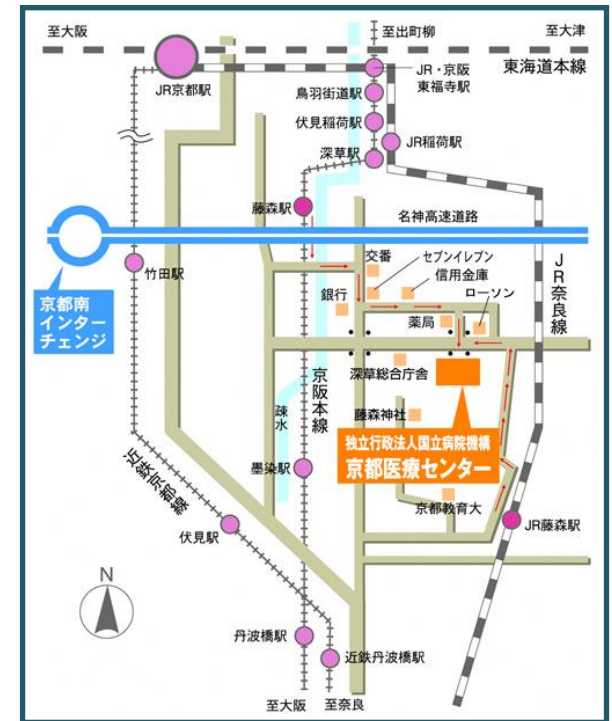 至大阪
至出町柳
至大津
東海道本線
JR京都駅
JR・京阪
東福寺駅
鳥羽街道駅
伏見稲荷駅
JR稲荷駅
深草駅
藤森駅
名神高速道路
竹田駅
交番
セブンイレブン
信用金庫
JR奈良線
京都南
インター
チェンジ
銀行
ローソン
薬局
京阪本線
深草総合庁舎
疏水
藤森神社
独立行政法人国立病院機構
京都医療センター
近鉄京都線
墨染駅
京都教育大
伏見駅
JR藤森駅
N
丹波橋駅
近鉄丹波橋駅
至大阪
至奈良